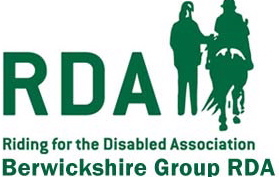 RDA
Riding for the Disabled Association
Berwickshire Group RDA